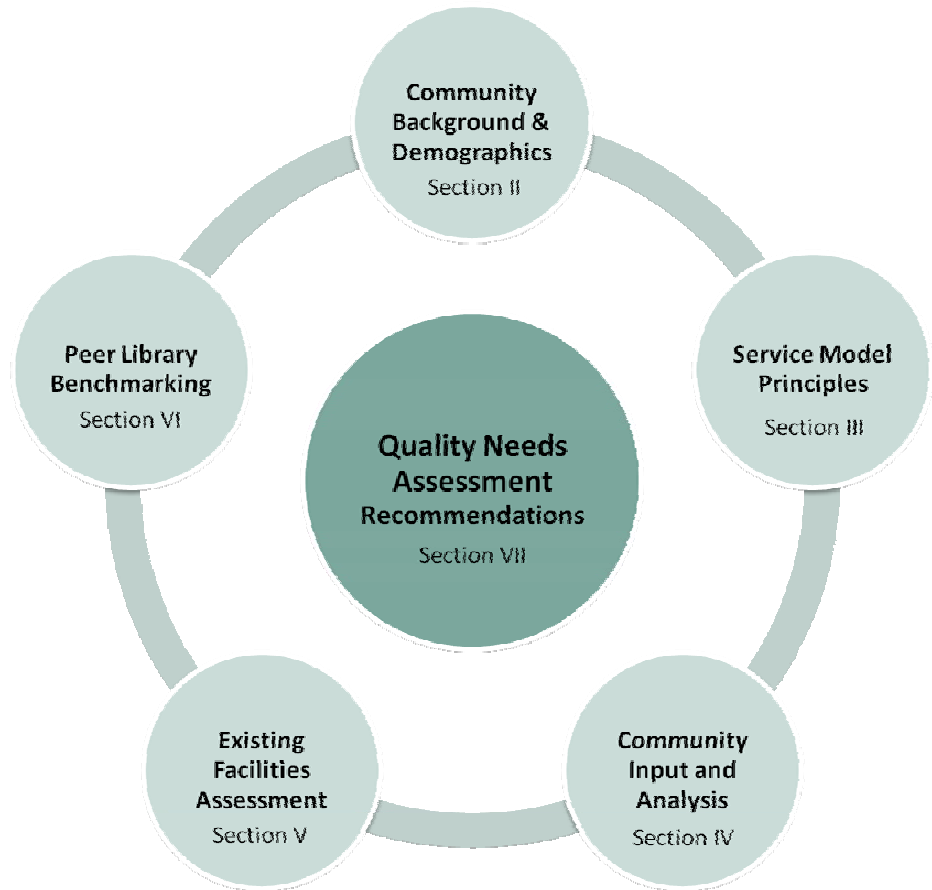 Community
Background &
Demographics
Section II
Service Model
Principles
Section III
Community
Input and
Analysis
Section IV
Existing
Facilities
Assessment
Section V
Peer Library
Benchmarking
Section VI
Quality Needs
Assessment
Recommendations
Section VII